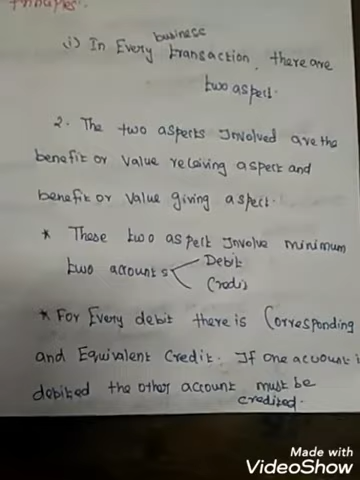 Principles.
(i) In Every business transaction, there are
two aspect.
2. The two aspects Involved are the
benefit or value receiving aspect and
benefit or value giving aspect.
* These two aspect Involve minimum
two accounts Debit
Credit
* For Every debit there is Corresponding
and Equivalent Credit. If one account is
debited the other account must be
credited.
Made with
VideoShow